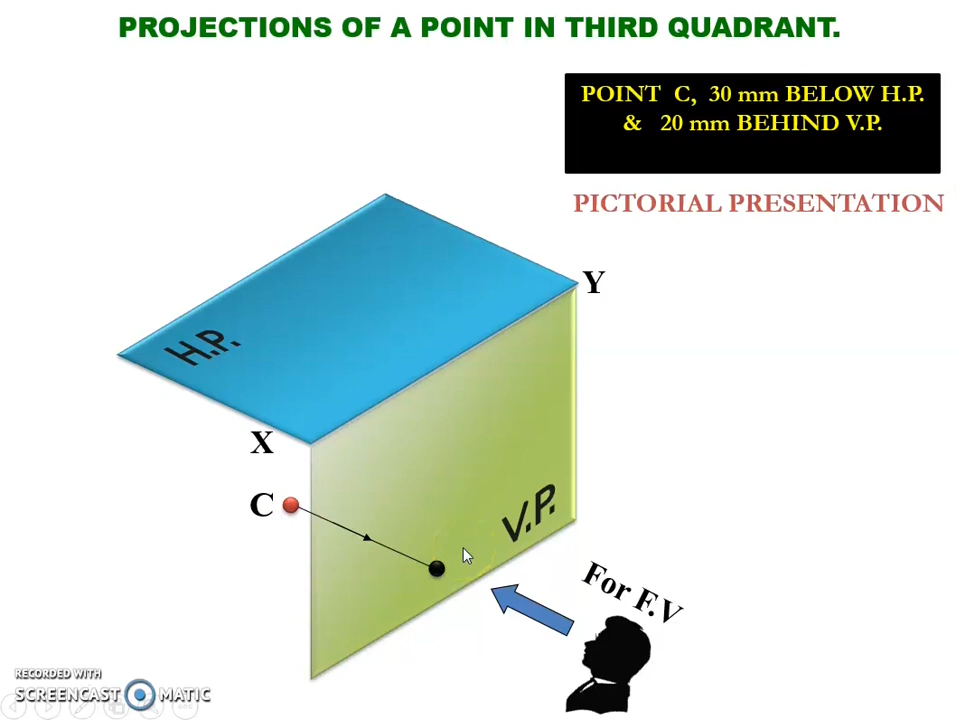 PROJECTIONS OF A POINT IN THIRD QUADRANT.
POINT C, 30 mm BELOW H.P.
& 20 mm BEHIND V.P.
PICTORIAL PRESENTATION
Y
H.P.
X
C
V.P.
For F.V
RECORDED WITH
SCREENCAST MATIC